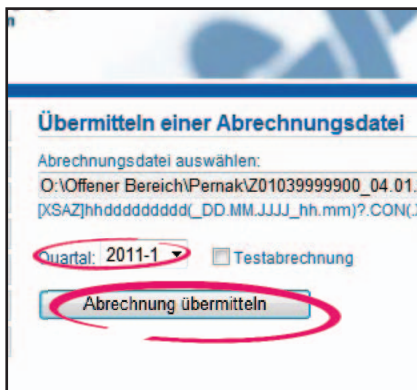 Übermitteln einer Abrechnungsdatei
Abrechnungsdatei auswählen:
O:\Offener Bereich\Pernak\Z01039999900_04.01.
[XSAZ]hhddddddddd(_DD.MM.JJJJ_hh.mm)?.CON(.
Quartal: 2011-1 Testabrechnung
Abrechnung übermitteln